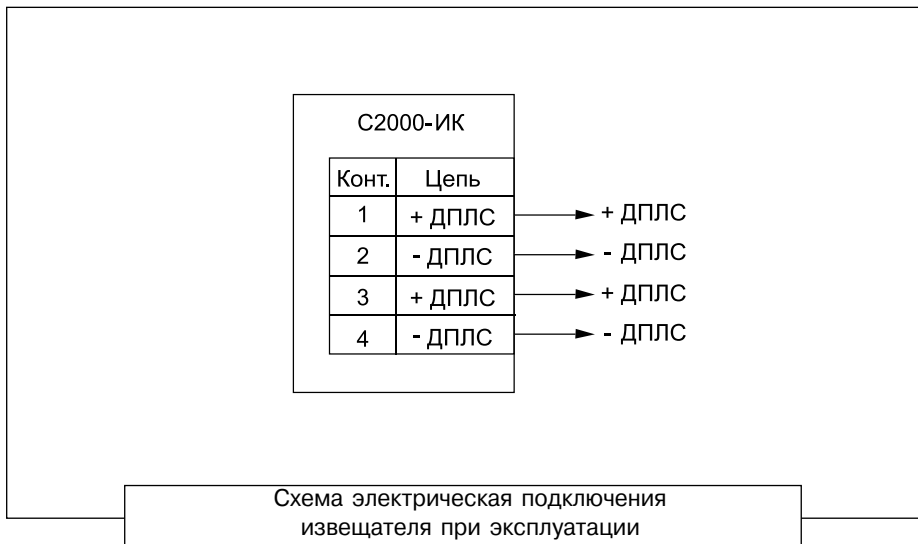 С2000-ИК
Конт. Цепь
1 + ДПЛС + ДПЛС
2 - ДПЛС - ДПЛС
3 + ДПЛС + ДПЛС
4 - ДПЛС - ДПЛС
Схема электрическая подключения
извещателя при эксплуатации